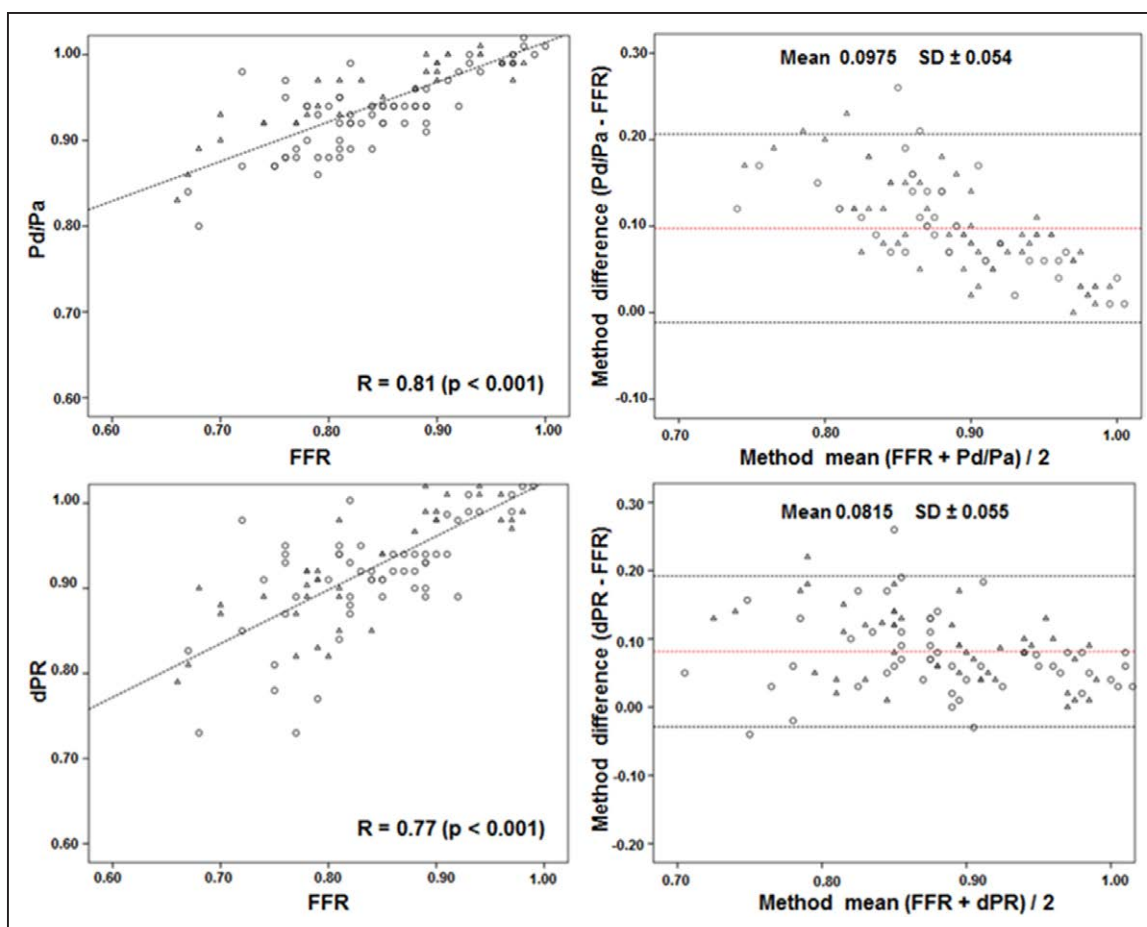 1.00
0.90
0.80
0.70
0.60
Pd/Pa
R = 0.81 (p < 0.001)
0.60 0.70 0.80 0.90 1.00
FFR
Mean 0.0975 SD ± 0.054
0.30
0.20
0.10
0.00
-0.10
Method difference (Pd/Pa - FFR)
0.70 0.80 0.90 1.00
Method mean (FFR + Pd/Pa) / 2
1.00
0.90
0.80
0.70
0.60
dPR
R = 0.77 (p < 0.001)
0.60 0.70 0.80 0.90 1.00
FFR
Mean 0.0815 SD ± 0.055
0.30
0.20
0.10
0.00
-0.10
-0.20
Method difference (dPR - FFR)
0.70 0.80 0.90 1.00
Method mean (FFR + dPR) / 2